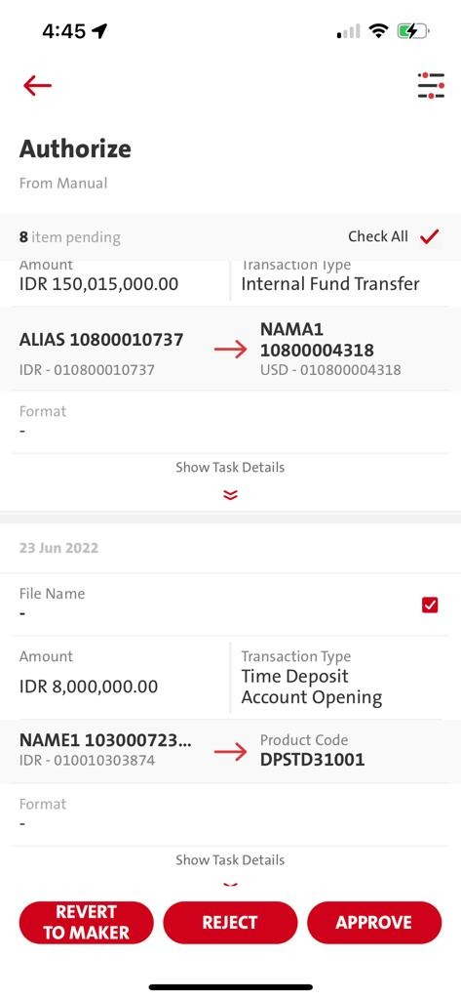 4:45
Authorize
From Manual
8 item pending
Check All
Amount
Transaction Type
IDR 150,015,000.00
Internal Fund Transfer
ALIAS 10800010737
NAMA1
10800004318
IDR - 010800010737
USD - 010800004318
Format
-
Show Task Details
23 Jun 2022
File Name
-
Amount
Transaction Type
IDR 8,000,000.00
Time Deposit
Account Opening
NAME1 103000723...
Product Code
IDR - 010010303874
DPSTD31001
Format
-
Show Task Details
REVERT
TO MAKER
REJECT
APPROVE